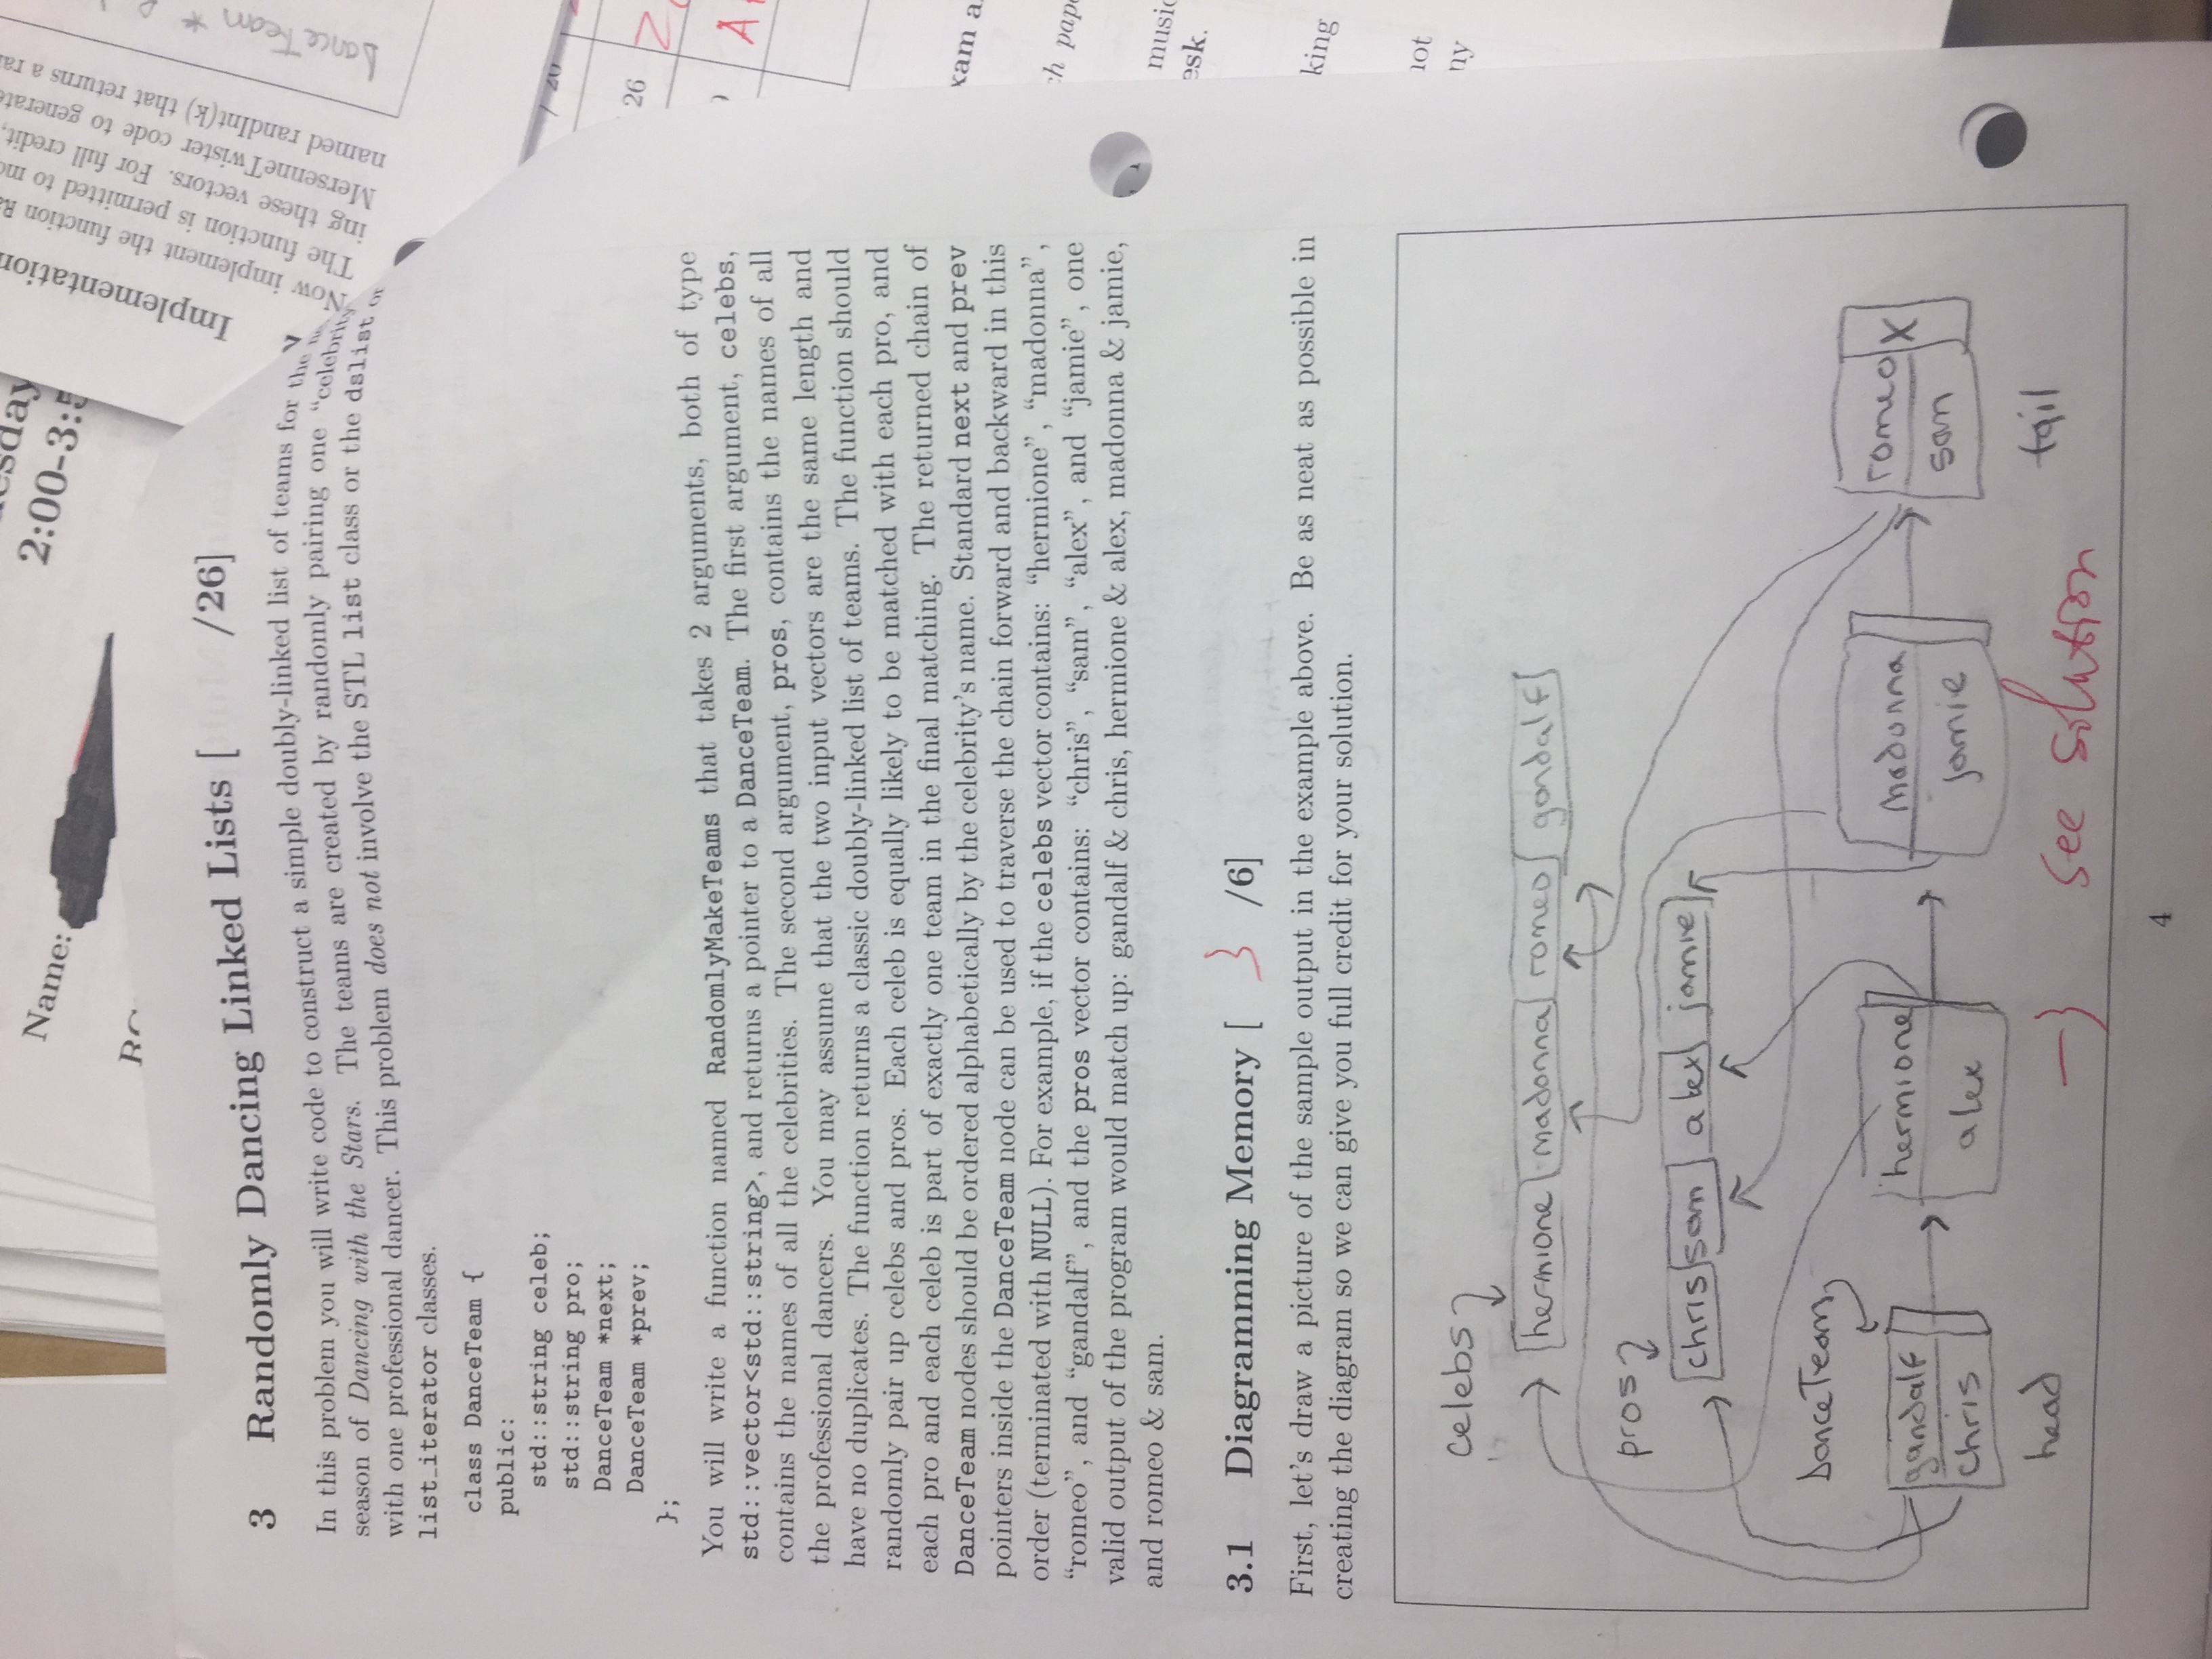 Name:
sday
2:00-3:5
Implementation
Now implement the function
The function is permitted to
ing these vectors. For full credit,
MersenneTwister code to generate
named randInt(k) that returns a
DanceTeam *
3 Randomly Dancing Linked Lists [ /26]
In this problem you will write code to construct a simple doubly-linked list of teams for the
season of Dancing with the Stars. The teams are created by randomly pairing one “celebrity
with one professional dancer. This problem does not involve the STL list class or the dslist or
list_iterator classes.
class DanceTeam {
public:
std::string celeb;
std::string pro;
DanceTeam *next;
DanceTeam *prev;
};
You will write a function named RandomlyMakeTeams that takes 2 arguments, both of type
std::vector<std::string>, and returns a pointer to a DanceTeam. The first argument, celebs,
contains the names of all the celebrities. The second argument, pros, contains the names of all
the professional dancers. You may assume that the two input vectors are the same length and
have no duplicates. The function returns a classic doubly-linked list of teams. The function should
randomly pair up celebs and pros. Each celeb is equally likely to be matched with each pro, and
each pro and each celeb is part of exactly one team in the final matching. The returned chain of
DanceTeam nodes should be ordered alphabetically by the celebrity’s name. Standard next and prev
pointers inside the DanceTeam node can be used to traverse the chain forward and backward in this
order (terminated with NULL). For example, if the celebs vector contains: “hermione”, “madonna”,
“romeo”, and “gandalf”, and the pros vector contains: “chris”, “sam”, “alex”, and “jamie”, one
valid output of the program would match up: gandalf & chris, hermione & alex, madonna & jamie,
and romeo & sam.
3.1 Diagramming Memory [ 3 /6]
First, let’s draw a picture of the sample output in the example above. Be as neat as possible in
creating the diagram so we can give you full credit for your solution.
celebs
hermione madonna romeo gandalf
pros
chris sam alex jamie
DanceTeam
gandalf hermione madonna romeo X
chris alex jamie sam
head tail
-3 see solution
4
/ 20
26
xam a
ch pap
music
esk.
king
not
ny